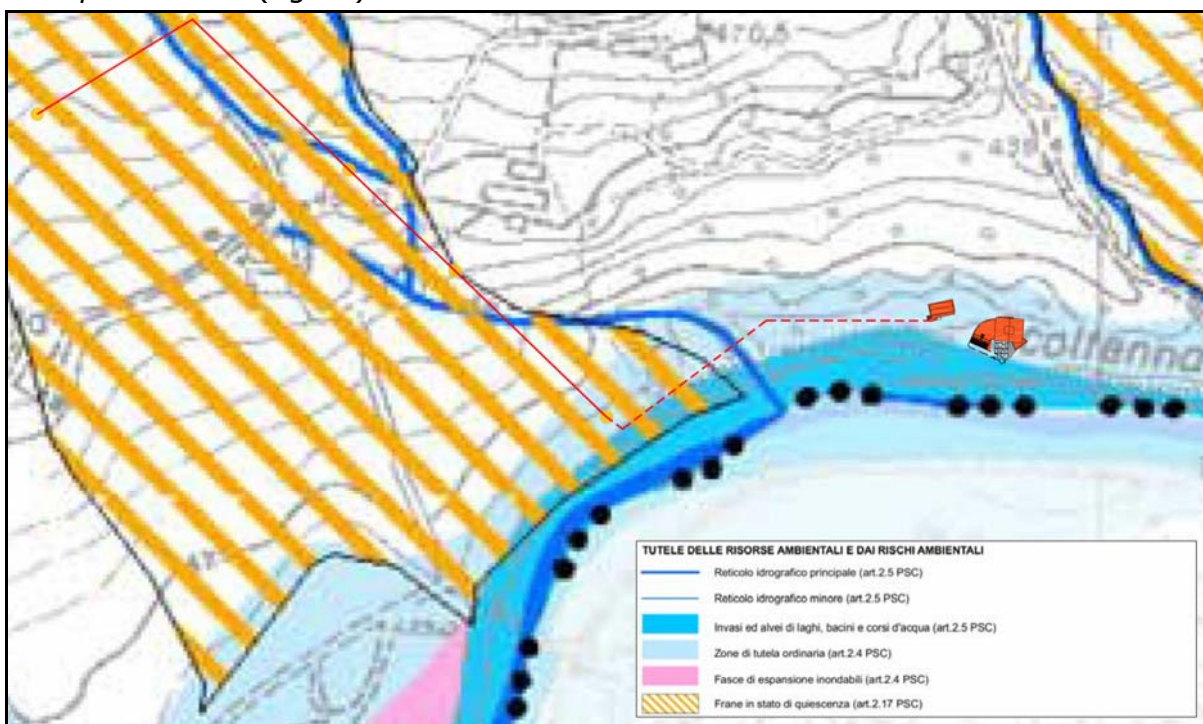 470,5
coltenna
TUTELE DELLE RISORSE AMBIENTALI E DAI RISCHI AMBIENTALI
Reticolo idrografico principale (art.2.5 PSC)
Reticolo idrografico minore (art.2.5 PSC)
Invasi ed alvei di laghi, bacini e corsi d'acqua (art.2.5 PSC)
Zone di tutela ordinaria (art.2.4 PSC)
Fasce di espansione inondabili (art.2.4 PSC)
Frane in stato di quiescenza (art.2.17 PSC)